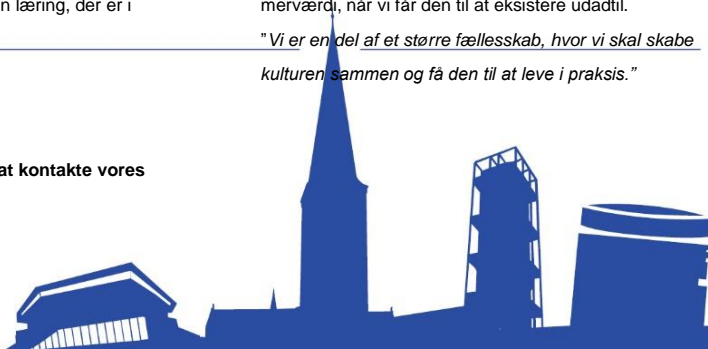 n læring, der er i
at kontakte vores
merværdi, når vi får den til at eksistere udadtil.
”Vi er en del af et større fællesskab, hvor vi skal skabe
kulturen sammen og få den til at leve i praksis.”